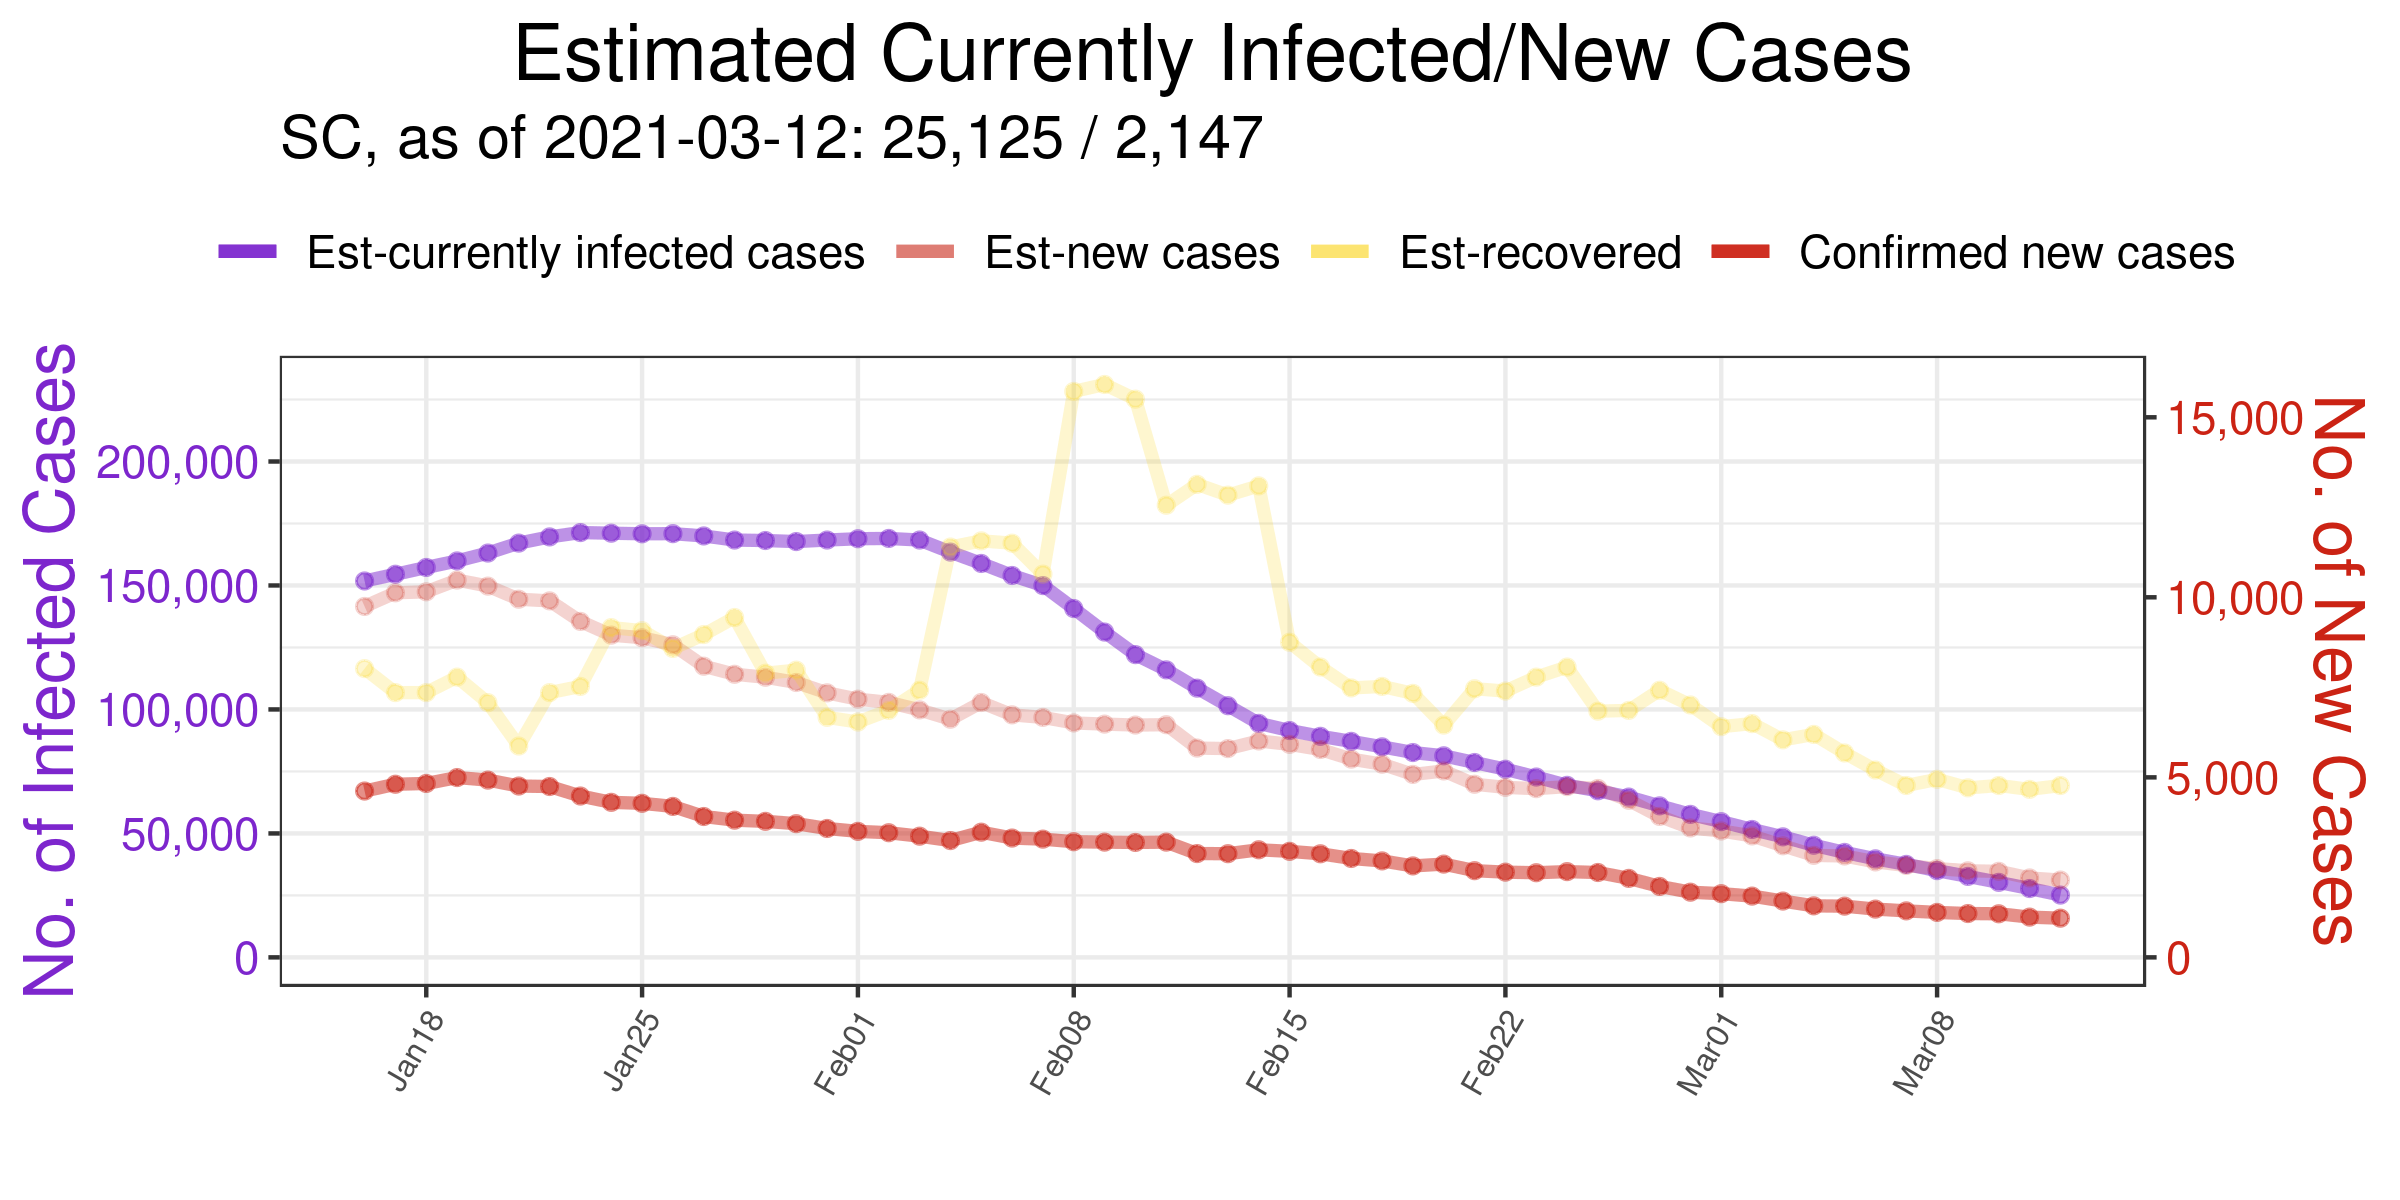 Estimated Currently Infected/New Cases
SC, as of 2021-03-12: 25,125 / 2,147
Est-currently infected cases Est-new cases Est-recovered Confirmed new cases
No. of Infected Cases
200,000
150,000
100,000
50,000
0
15,000
10,000
5,000
0
No. of New Cases
Jan18 Jan25 Feb01 Feb08 Feb15 Feb22 Mar01 Mar08